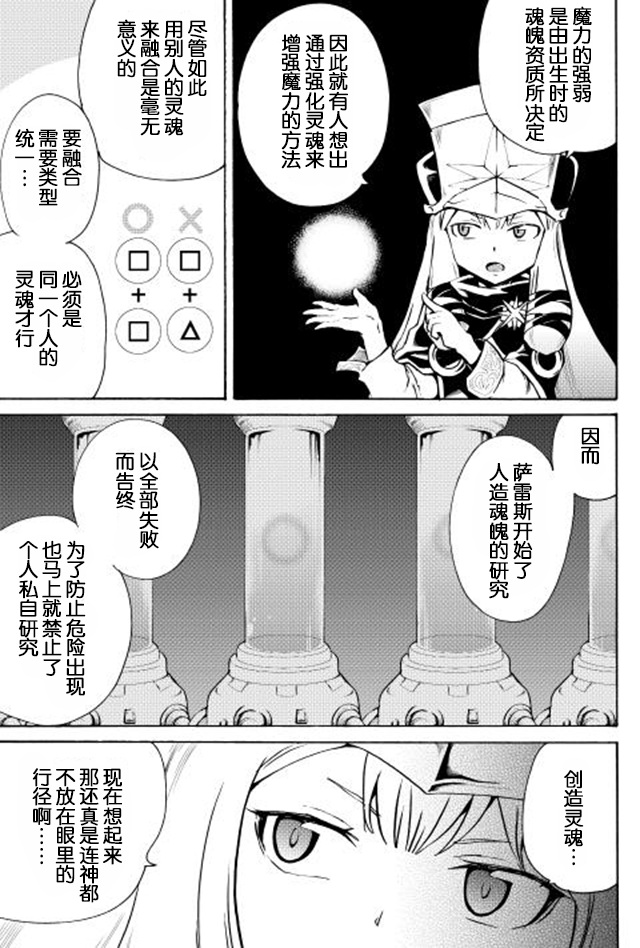 魔力的强弱
是由出生时的
魂魄资质所决定
因此就有人想出
通过强化灵魂来
增强魔力的方法
尽管如此
用别人的灵魂
来融合是毫无
意义的
要融合
需要类型
统一…
必须是
同一个人的
灵魂才行
因而
萨雷斯开始了
人造魂魄的研究
以全部失败
而告终
为了防止危险出现
也马上就禁止了
个人私自研究
创造灵魂…
现在想起来
那还真是连神都
不放在眼里的
行径啊……